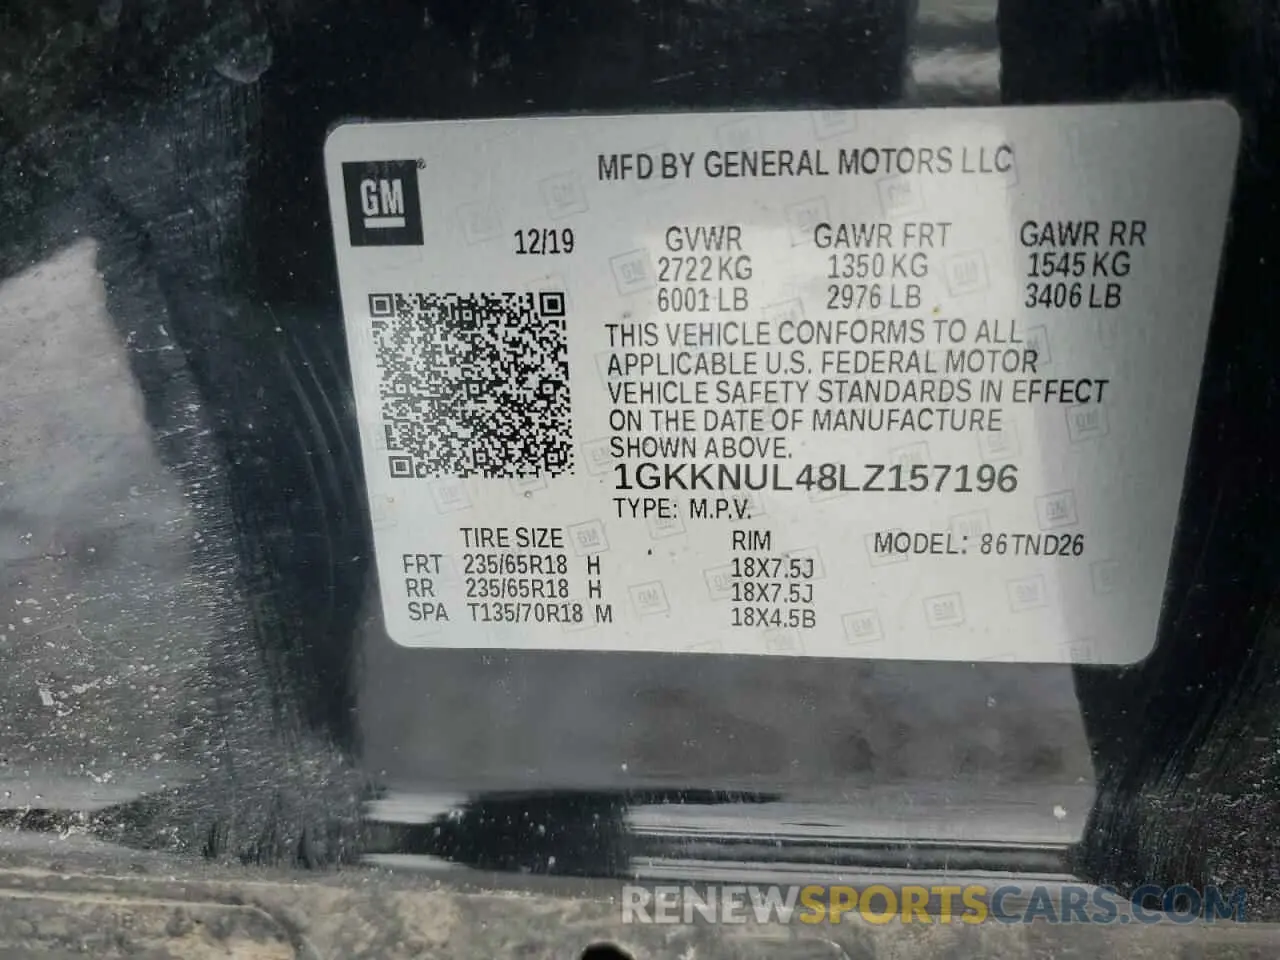 GM
MFD BY GENERAL MOTORS LLC
12/19
GVWR GAWR FRT GAWR RR
2722 KG 1350 KG 1545 KG
6001 LB 2976 LB 3406 LB
THIS VEHICLE CONFORMS TO ALL
APPLICABLE U.S. FEDERAL MOTOR
VEHICLE SAFETY STANDARDS IN EFFECT
ON THE DATE OF MANUFACTURE
SHOWN ABOVE.
1GKKNUL48LZ157196
TYPE: M.P.V.
TIRE SIZE RIM MODEL: 86TND26
FRT 235/65R18 H 18X7.5J
RR 235/65R18 H 18X7.5J
SPA T135/70R18 M 18X4.5B
RENEWSPORTSCARS.COM